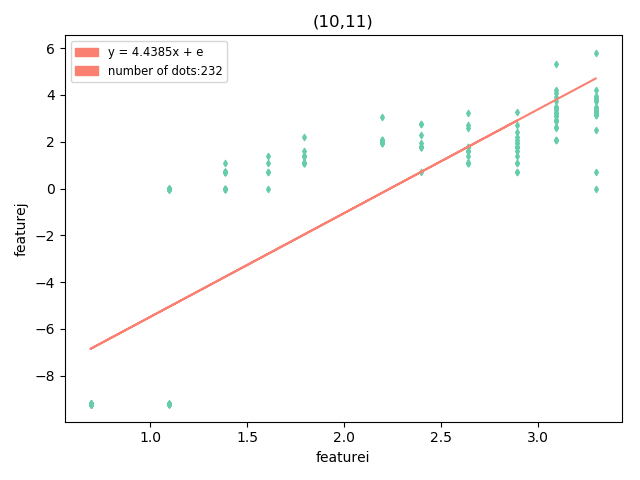 (10,11)
y = 4.4385x + e
number of dots:232
6
4
2
0
−2
−4
−6
−8
featurej
1.0 1.5 2.0 2.5 3.0
featurei